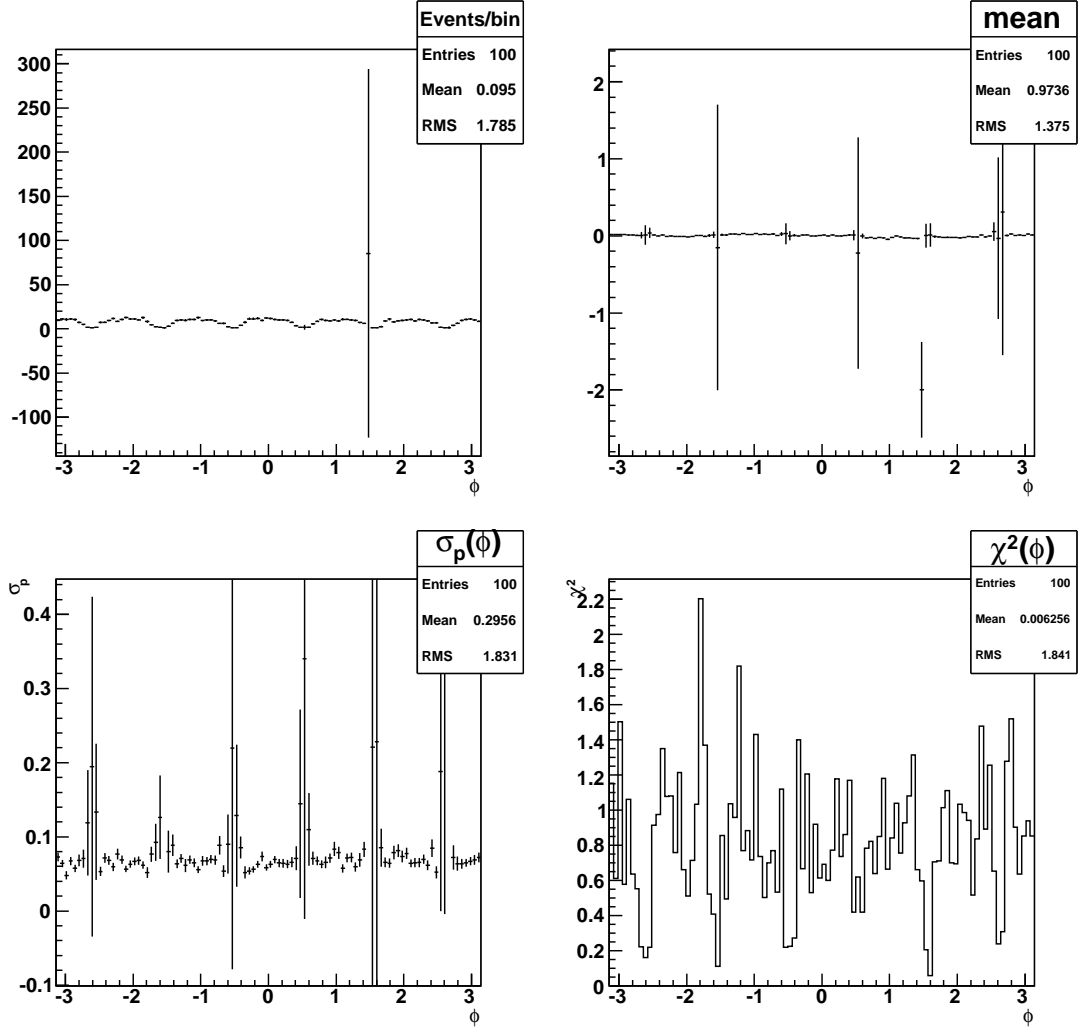 Events/bin
Entries 100
Mean 0.095
RMS 1.785
300
250
200
150
100
50
0
-50
-100
-3 -2 -1 0 1 2 3
ϕ
mean
Entries 100
Mean 0.9736
RMS 1.375
2
1
0
-1
-2
-3 -2 -1 0 1 2 3
ϕ
σp(ϕ)
Entries 100
Mean 0.2956
RMS 1.831
σp
0.4
0.3
0.2
0.1
0
-0.1
-3 -2 -1 0 1 2 3
ϕ
χ²(ϕ)
Entries 100
Mean 0.006256
RMS 1.841
χ²
2.2
2
1.8
1.6
1.4
1.2
1
0.8
0.6
0.4
0.2
0
-3 -2 -1 0 1 2 3
ϕ